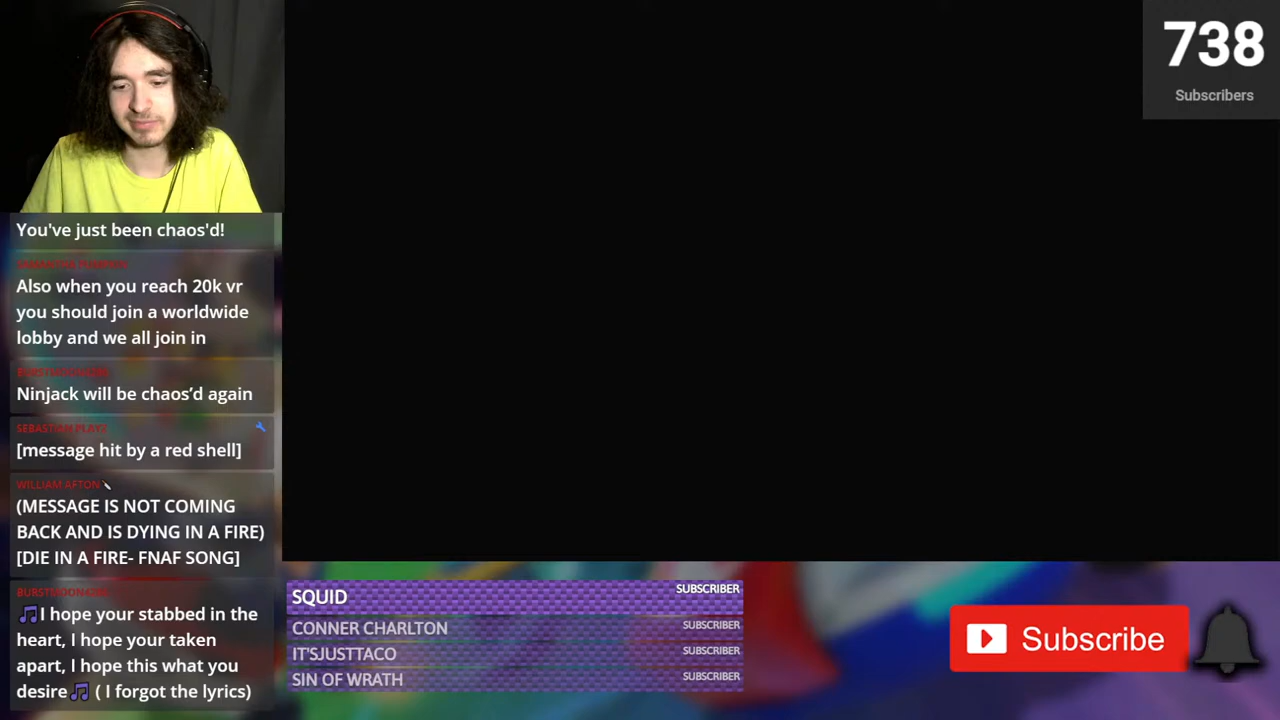 738
Subscribers
You've just been chaos'd!
Also when you reach 20k vr
you should join a worldwide
lobby and we all join in
Ninjack will be chaos’d again
SEBASTIAN PLAYZ
[message hit by a red shell]
WILLIAM AFTON
(MESSAGE IS NOT COMING
BACK AND IS DYING IN A FIRE)
[DIE IN A FIRE- FNAF SONG]
🎵I hope your stabbed in the
heart, I hope your taken
apart, I hope this what you
desire🎵 ( I forgot the lyrics)
SQUID SUBSCRIBER
CONNER CHARLTON SUBSCRIBER
IT'SJUSTTACO SUBSCRIBER
SIN OF WRATH SUBSCRIBER
Subscribe